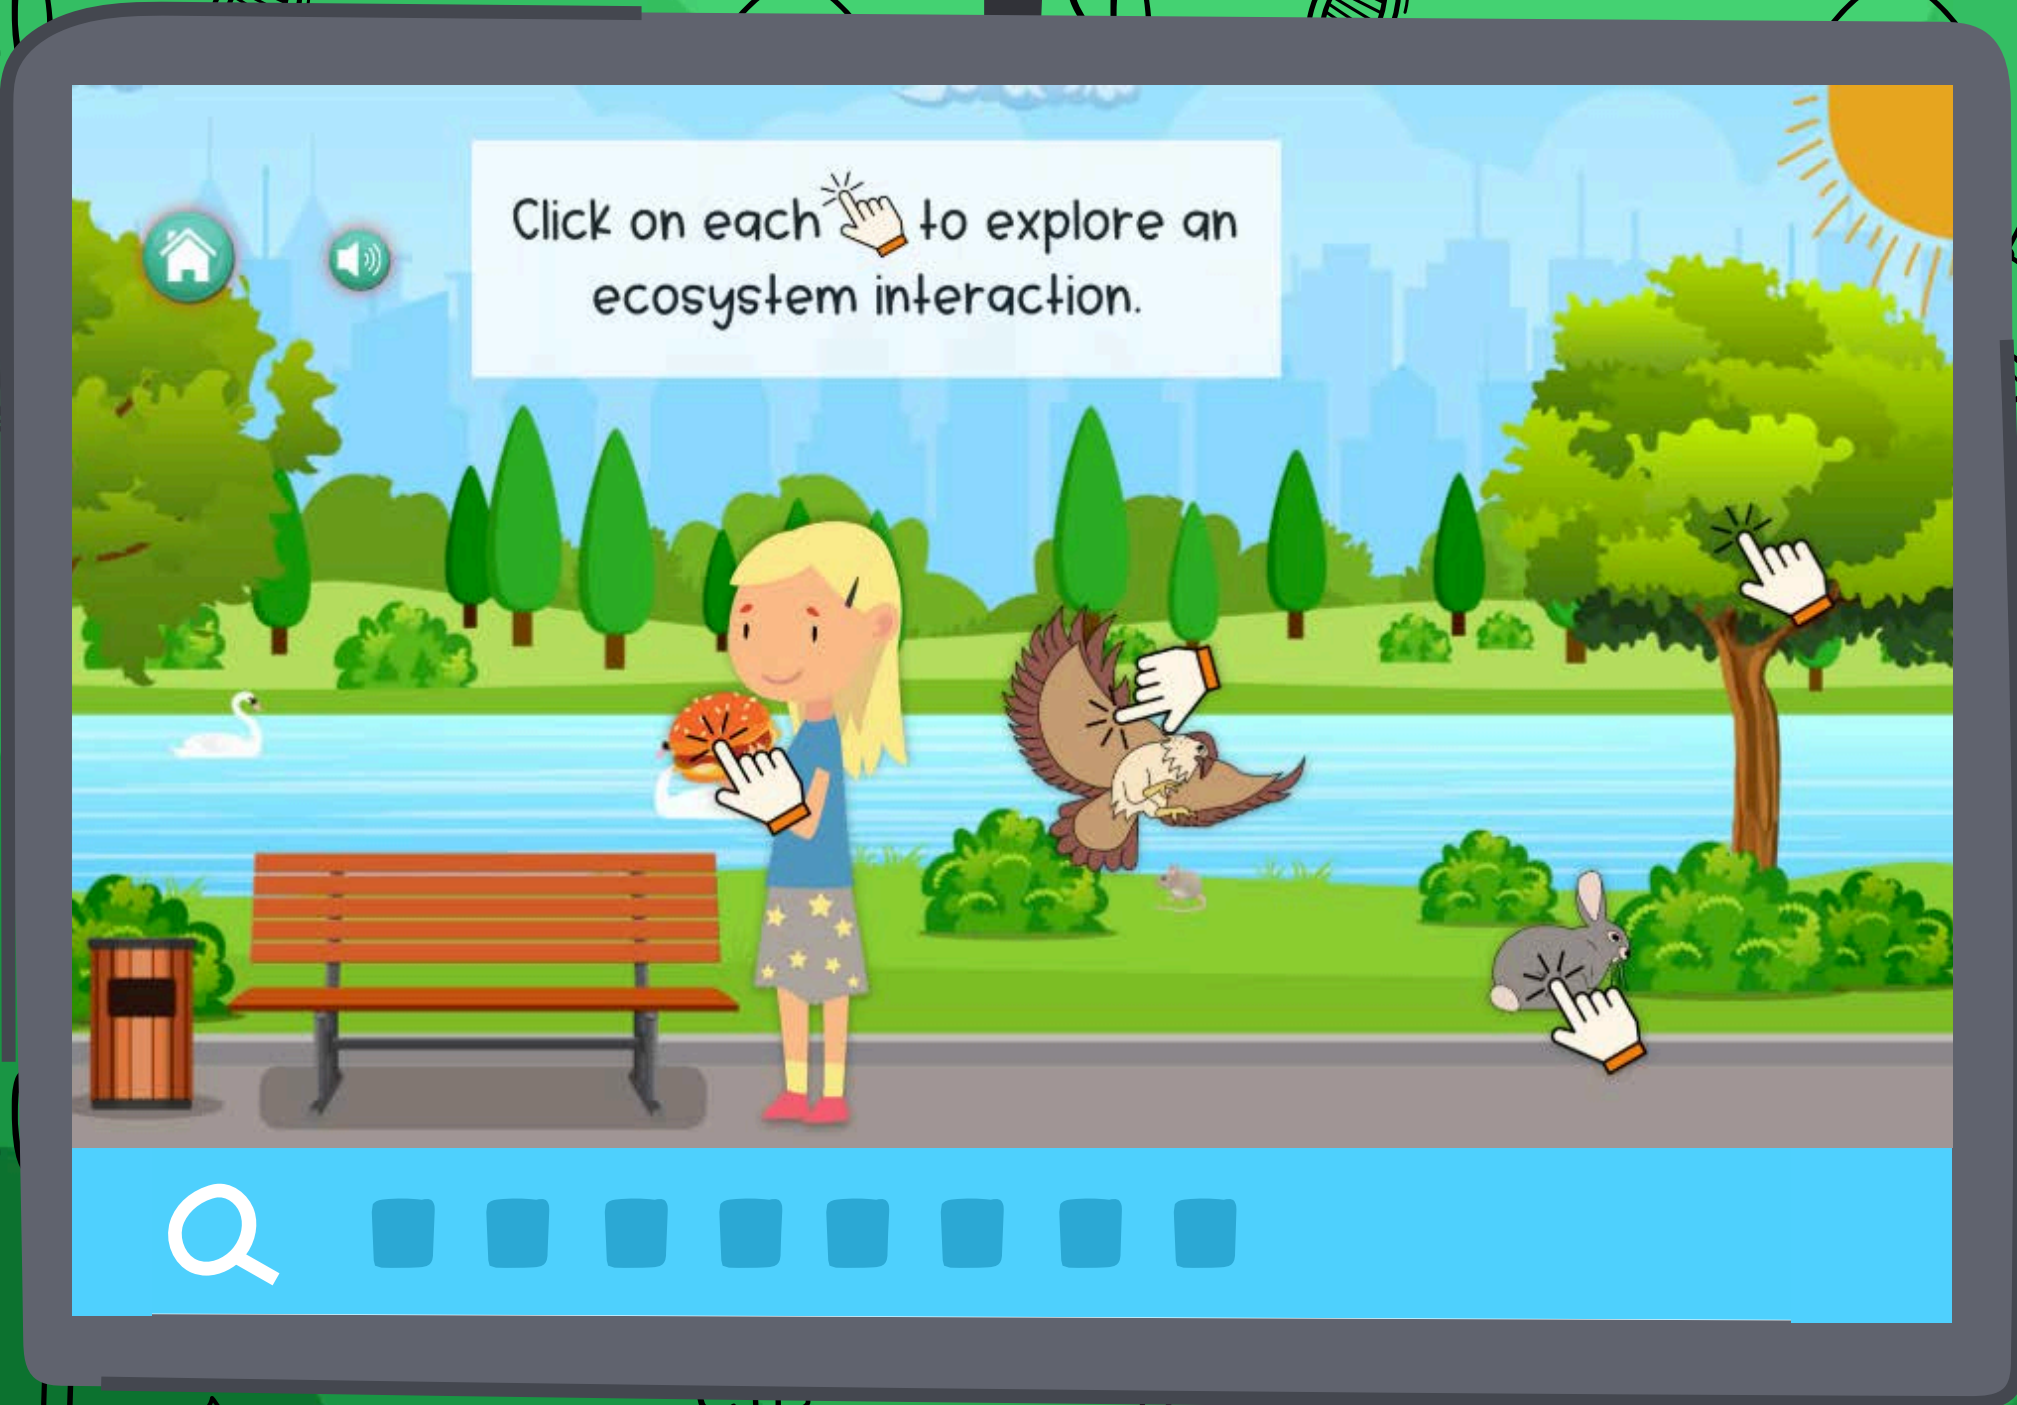 Click on each to explore an
ecosystem interaction.